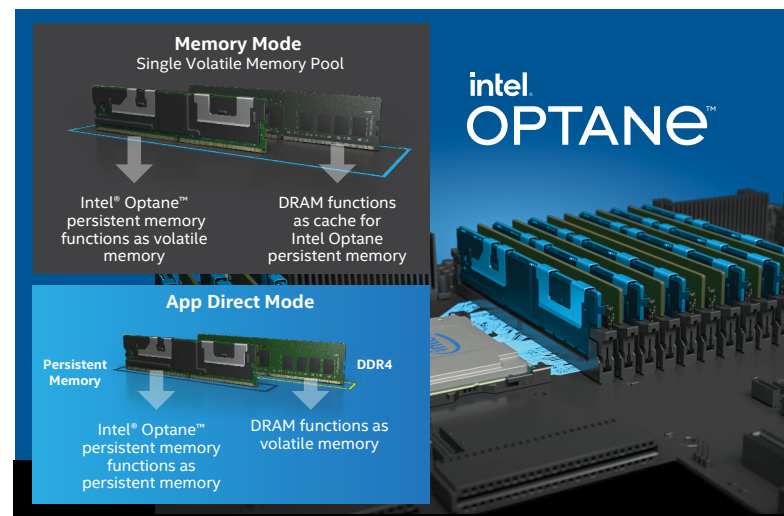 Memory Mode
Single Volatile Memory Pool
Intel® Optane™
persistent memory
functions as volatile
memory
DRAM functions
as cache for
Intel Optane
persistent memory
App Direct Mode
Persistent
Memory
DDR4
Intel® Optane™
persistent memory
functions as
persistent memory
DRAM functions as
volatile memory
intel.
OPTANE™
intel